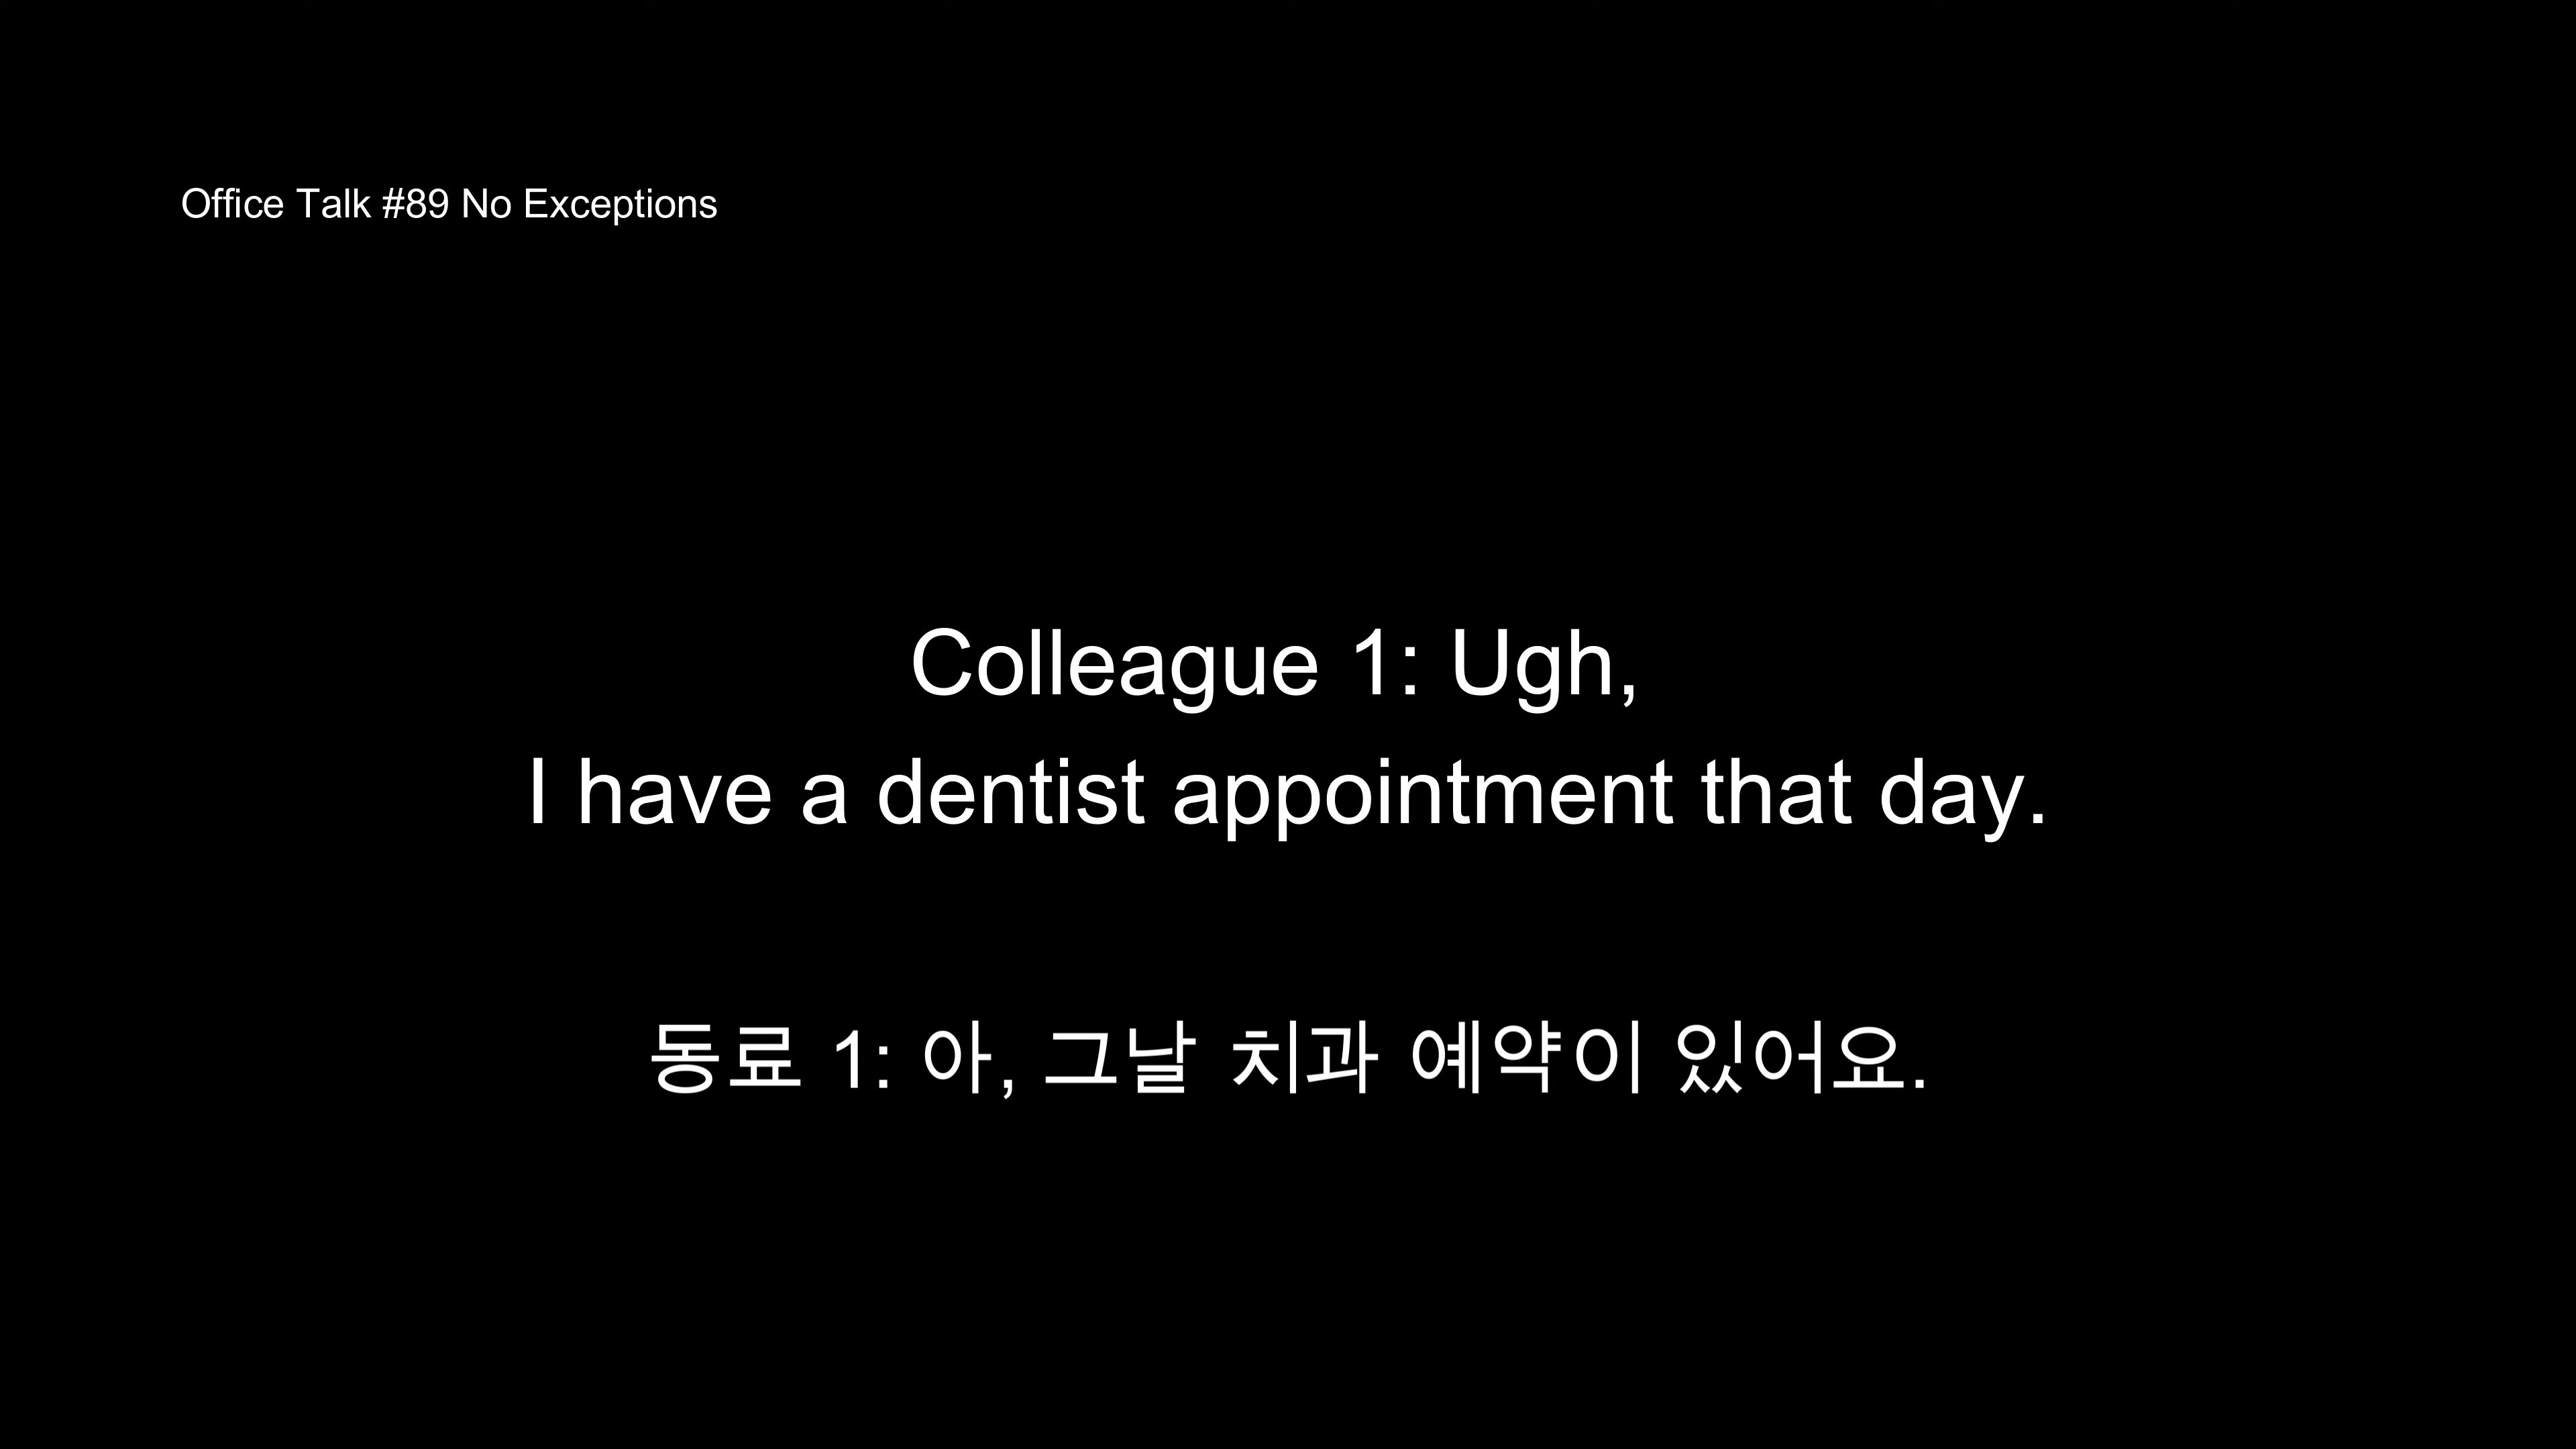 Office Talk #89 No Exceptions
Colleague 1: Ugh,
I have a dentist appointment that day.
동료 1: 아, 그날 치과 예약이 있어요.